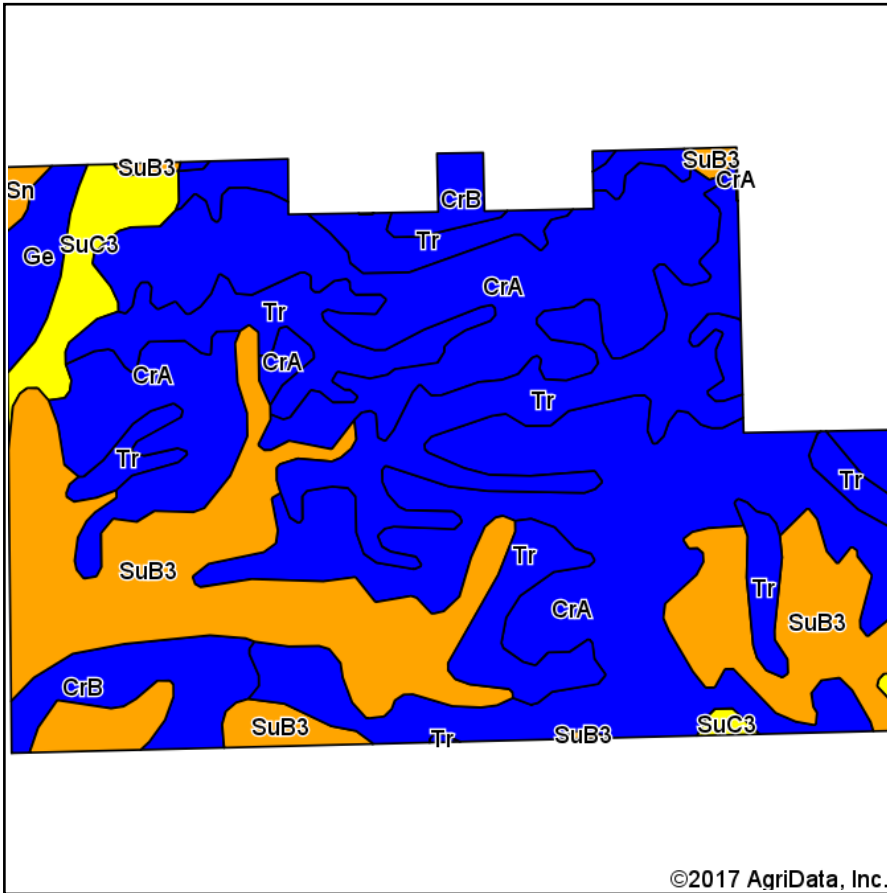 SuB3
SuB3
CrA
Sn
CrB
Tr
SuC3
Ge
CrA
Tr
CrA
CrA
Tr
Tr
Tr
Tr
SuB3
Tr
CrA
SuB3
CrB
SuB3
SuC3
Tr
SuB3
©2017 AgriData, Inc.